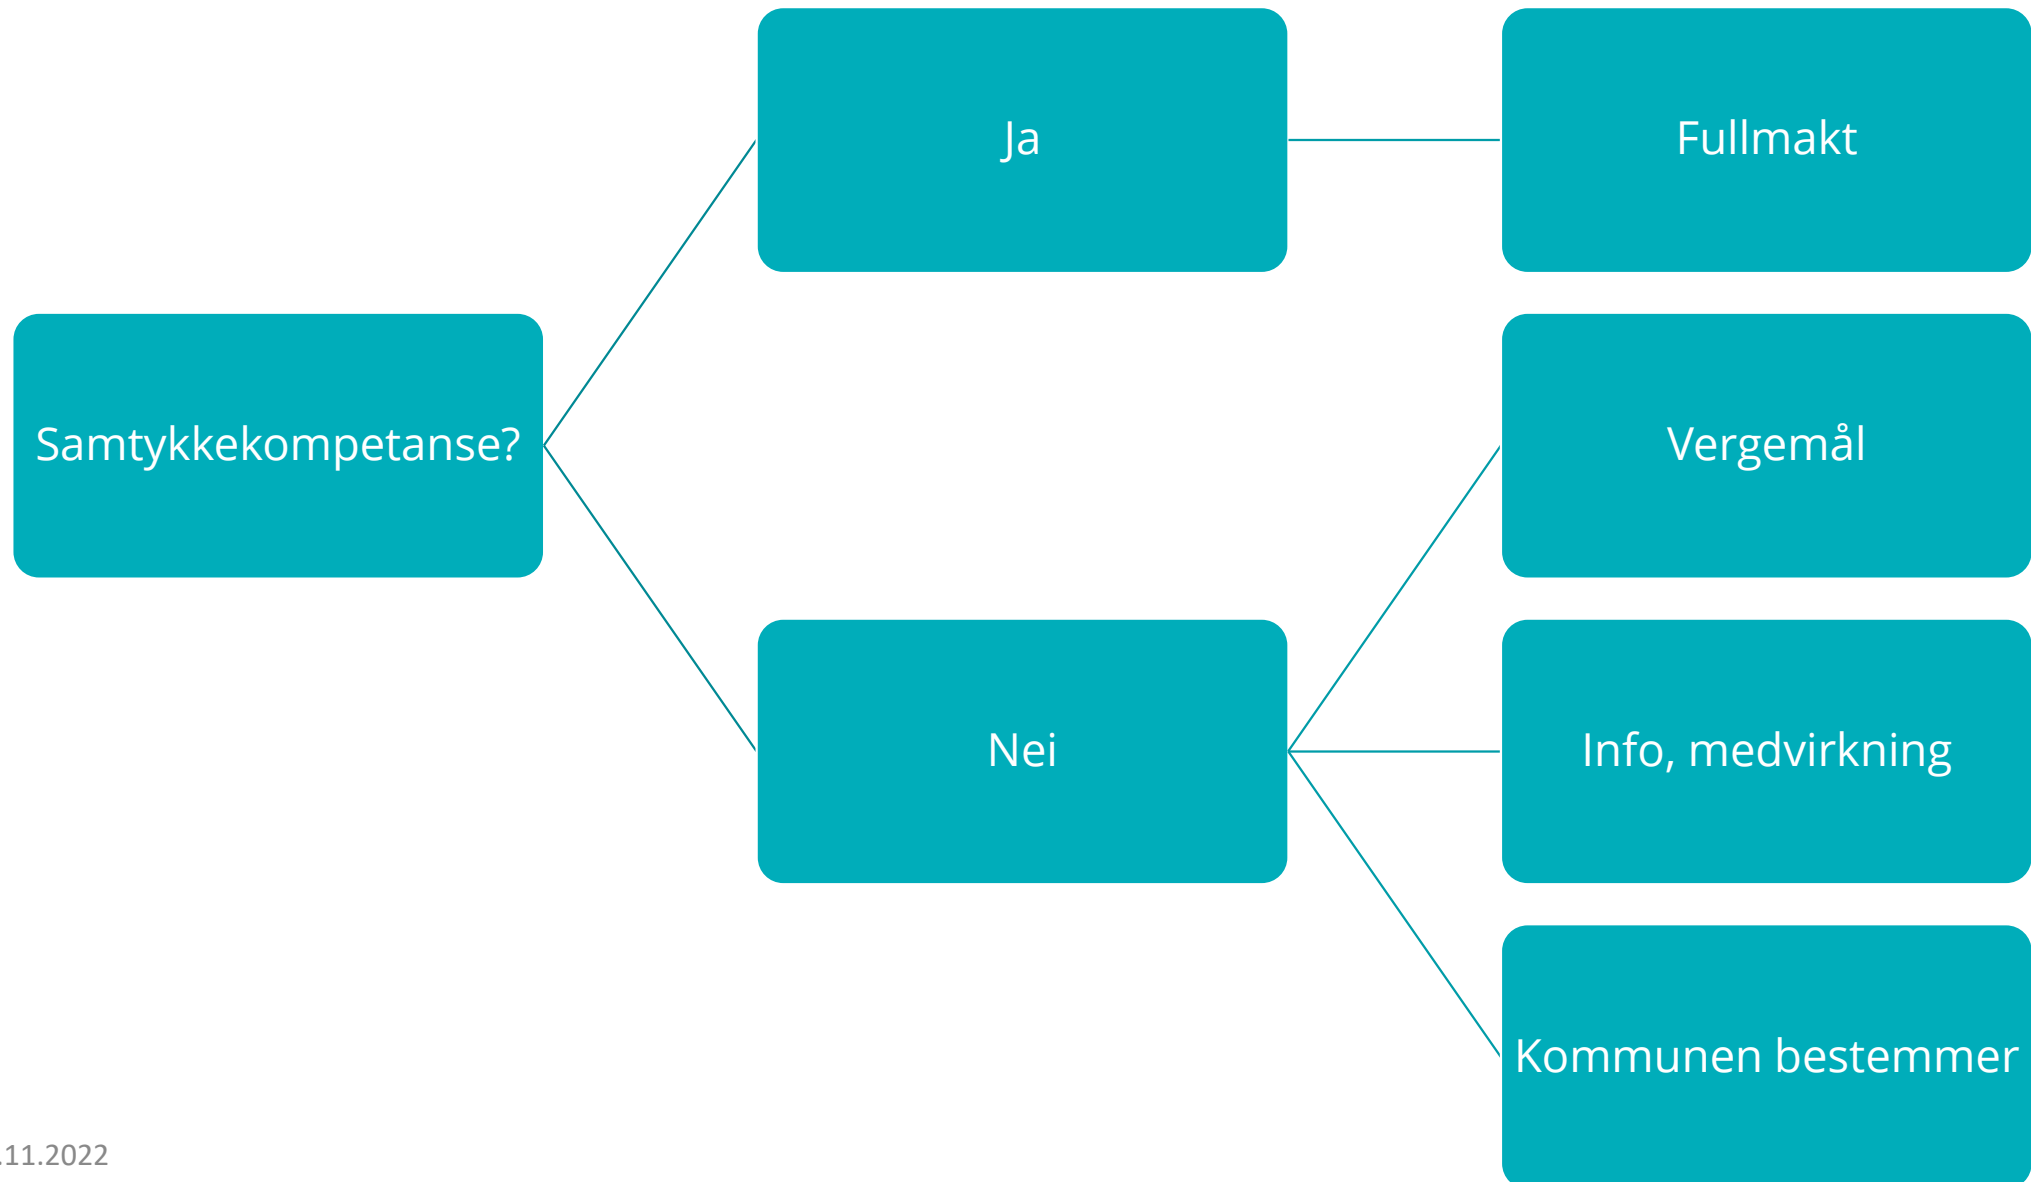 Samtykkekompetanse?
Ja
Fullmakt
Nei
Vergemål
Info, medvirkning
Kommunen bestemmer
.11.2022